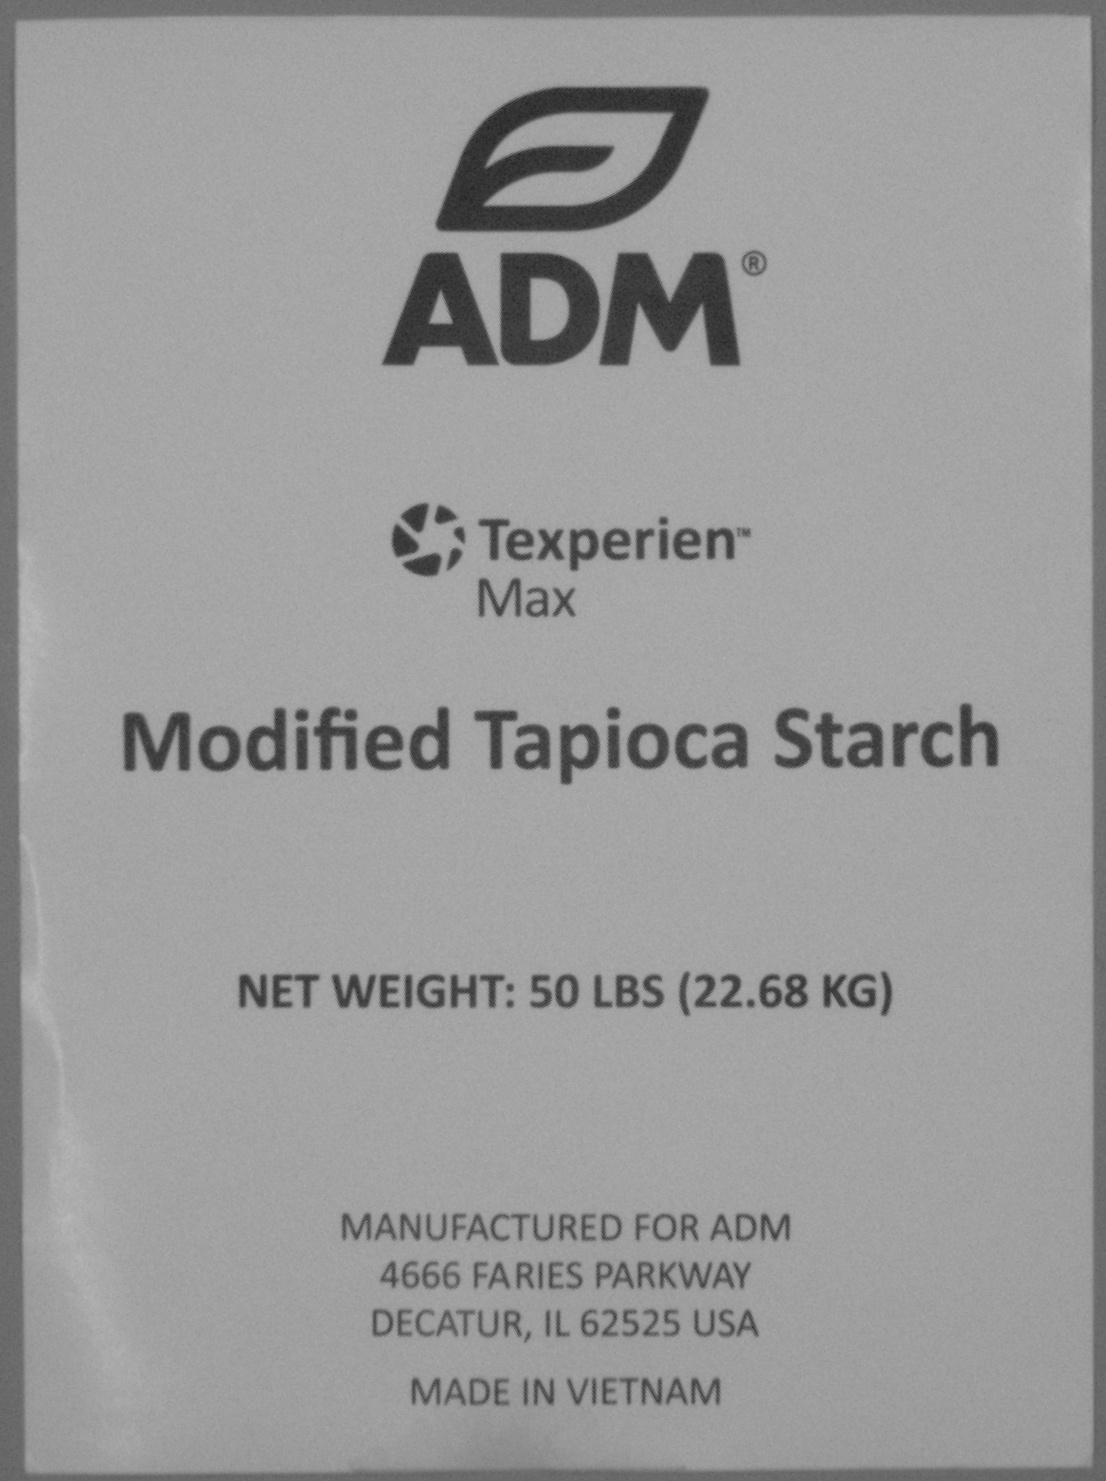 ADM®
Texperien™
Max
Modified Tapioca Starch
NET WEIGHT: 50 LBS (22.68 KG)
MANUFACTURED FOR ADM
4666 FARIES PARKWAY
DECATUR, IL 62525 USA
MADE IN VIETNAM